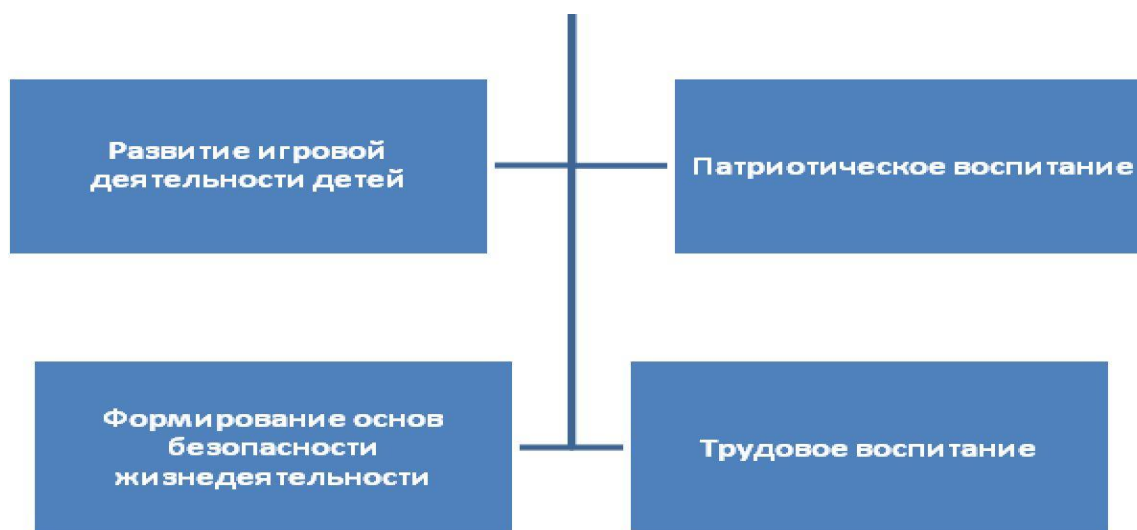 Развитие игровой
деятельности детей
Патриотическое воспитание
Формирование основ
безопасности
жизнедеятельности
Трудовое воспитание